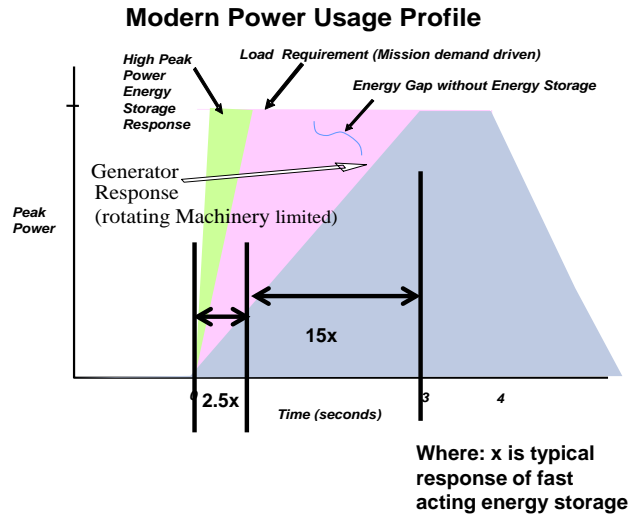 Modern Power Usage Profile
High Peak
Power
Energy
Storage
Response
Load Requirement (Mission demand driven)
Energy Gap without Energy Storage
Generator
Response
(rotating Machinery limited)
Peak
Power
15x
2.5x
0
Time (seconds)
3
4
Where: x is typical
response of fast
acting energy storage